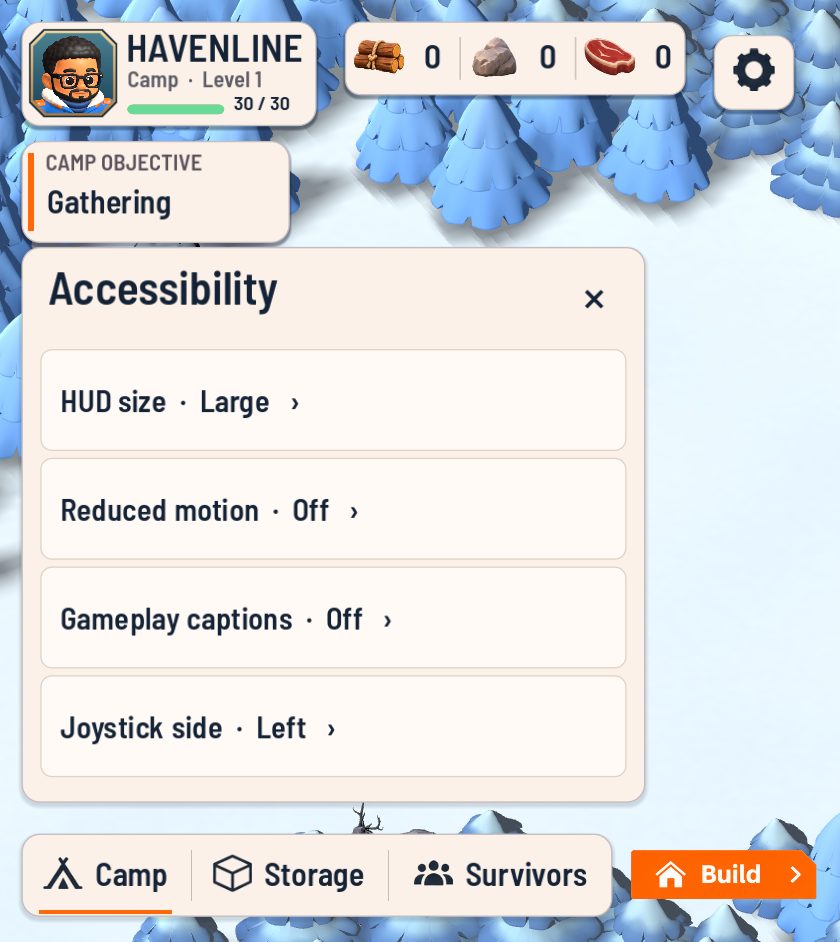 HAVENLINE
Camp · Level 1
30 / 30
0
0
0
CAMP OBJECTIVE
Gathering
Accessibility
×
HUD size · Large ›
Reduced motion · Off ›
Gameplay captions · Off ›
Joystick side · Left ›
Camp
Storage
Survivors
Build ›